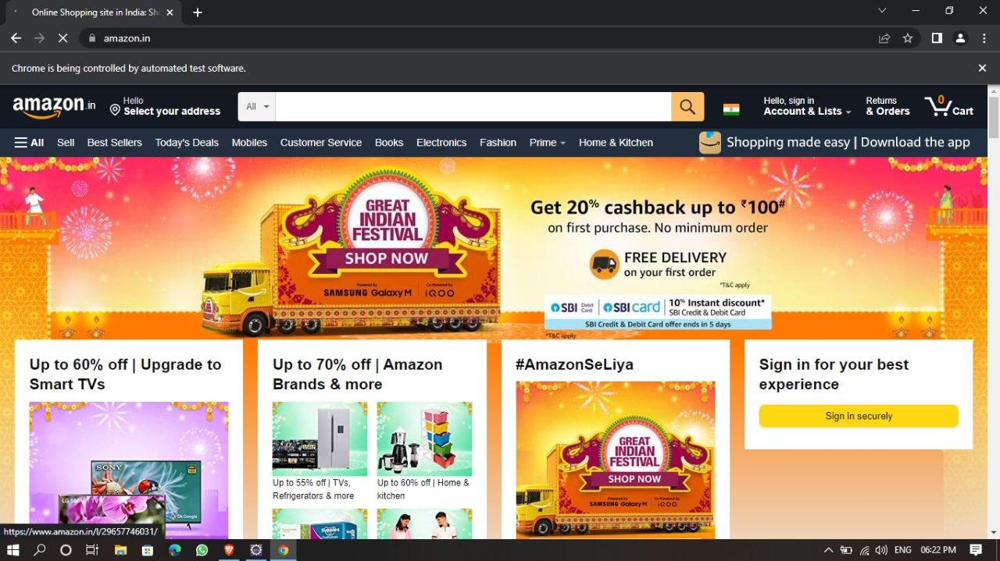 Online Shopping site in India: Sh
amazon.in
Chrome is being controlled by automated test software.
amazon.in
Hello
Select your address
All
Hello, sign in
Account & Lists
Returns
& Orders
0
Cart
All
Sell
Best Sellers
Today's Deals
Mobiles
Customer Service
Books
Electronics
Fashion
Prime
Home & Kitchen
Shopping made easy | Download the app
GREAT
INDIAN
FESTIVAL
SHOP NOW
Powered by
SAMSUNG Galaxy M
Co-Powered by
iQOO
Get 20% cashback up to ₹100#
on first purchase. No minimum order
FREE DELIVERY
on your first order
*T&C apply
SBI Debit Card
SBI card
10% Instant discount*
SBI Credit & Debit Card
SBI Credit & Debit Card offer ends in 5 days
*T&C apply
Up to 60% off | Upgrade to
Smart TVs
SONY
LG SMART TV
Ok Google
Up to 70% off | Amazon
Brands & more
Up to 55% off | TVs,
Refrigerators & more
Up to 60% off | Home &
kitchen
Supplies
#AmazonSeLiya
GREAT
INDIAN
FESTIVAL
SHOP NOW
Powered by
SAMSUNG Galaxy M
Co-Powered by
iQOO
Sign in for your best
experience
Sign in securely
https://www.amazon.in/l/29657746031/
ENG
06:22 PM